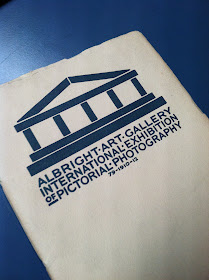 ALBRIGHT·ART·GALLERY
INTERNATIONAL·EXHIBITION
OF PICTORIAL·PHOTOGRAPHY